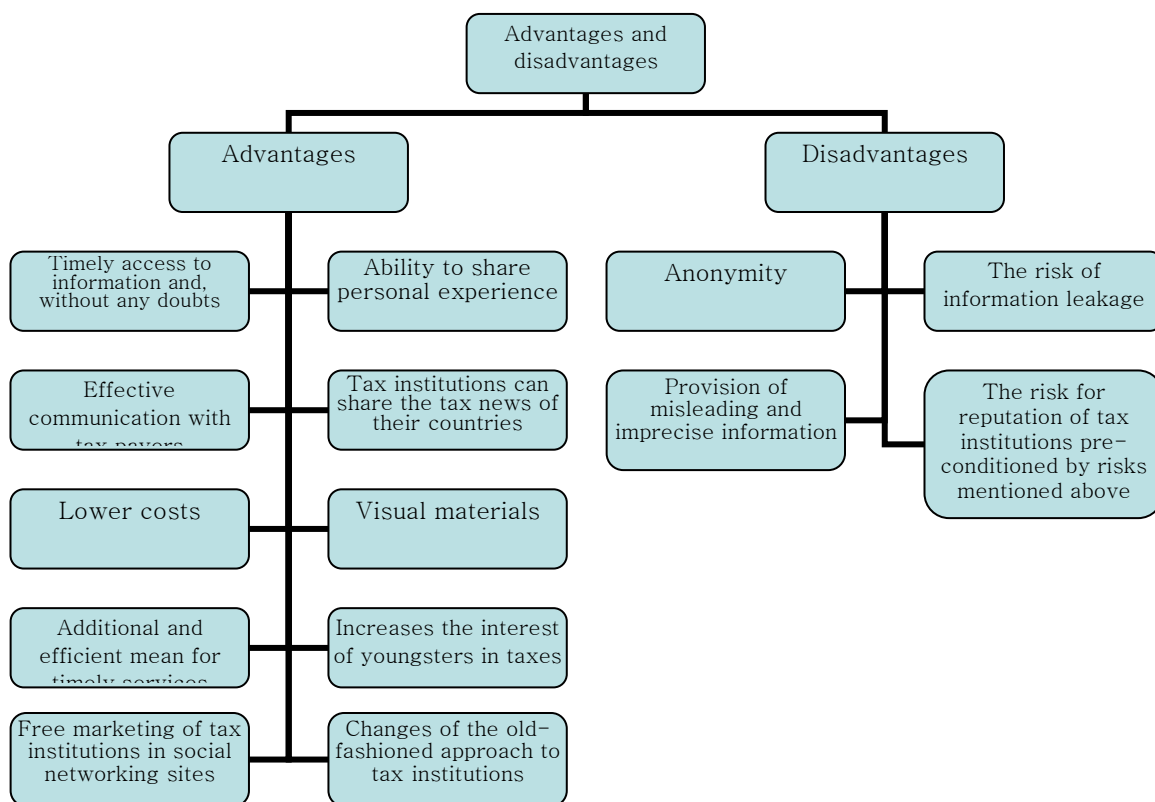 Advantages and
disadvantages
Advantages
Disadvantages
Timely access to
information and,
without any doubts
Ability to share
personal experience
Anonymity
The risk of
information leakage
Effective
communication with
tax payors
Tax institutions can
share the tax news of
their countries
Provision of
misleading and
imprecise information
The risk for
reputation of tax
institutions pre-
conditioned by risks
mentioned above
Lower costs
Visual materials
Additional and
efficient mean for
timely services
Increases the interest
of youngsters in taxes
Free marketing of tax
institutions in social
networking sites
Changes of the old-
fashioned approach to
tax institutions